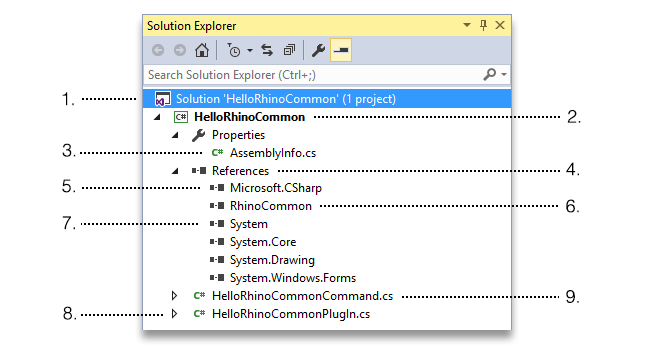 Solution Explorer
Search Solution Explorer (Ctrl+;)
1. Solution 'HelloRhinoCommon' (1 project)
C# HelloRhinoCommon 2.
Properties
3. C# AssemblyInfo.cs
References 4.
5. Microsoft.CSharp
RhinoCommon 6.
7. System
System.Core
System.Drawing
System.Windows.Forms
C# HelloRhinoCommonCommand.cs 9.
8. C# HelloRhinoCommonPlugIn.cs